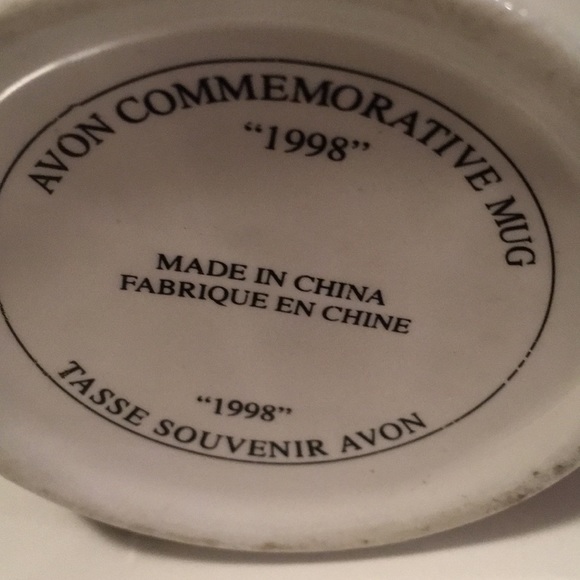 AVON COMMEMORATIVE MUG
“1998”
MADE IN CHINA
FABRIQUE EN CHINE
“1998”
TASSE SOUVENIR AVON